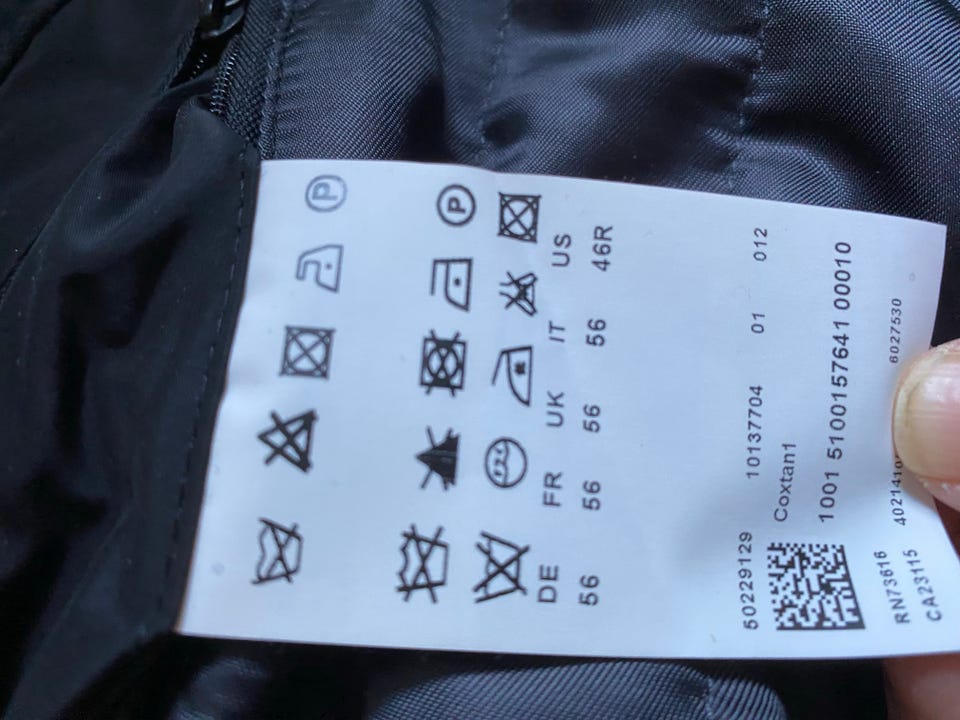 P
P
DE FR UK IT US
56 56 56 56 46R
50229129 10137704 01 012
Coxtan1
1001 5100157641 00010
RN73616 6027530
CA23115